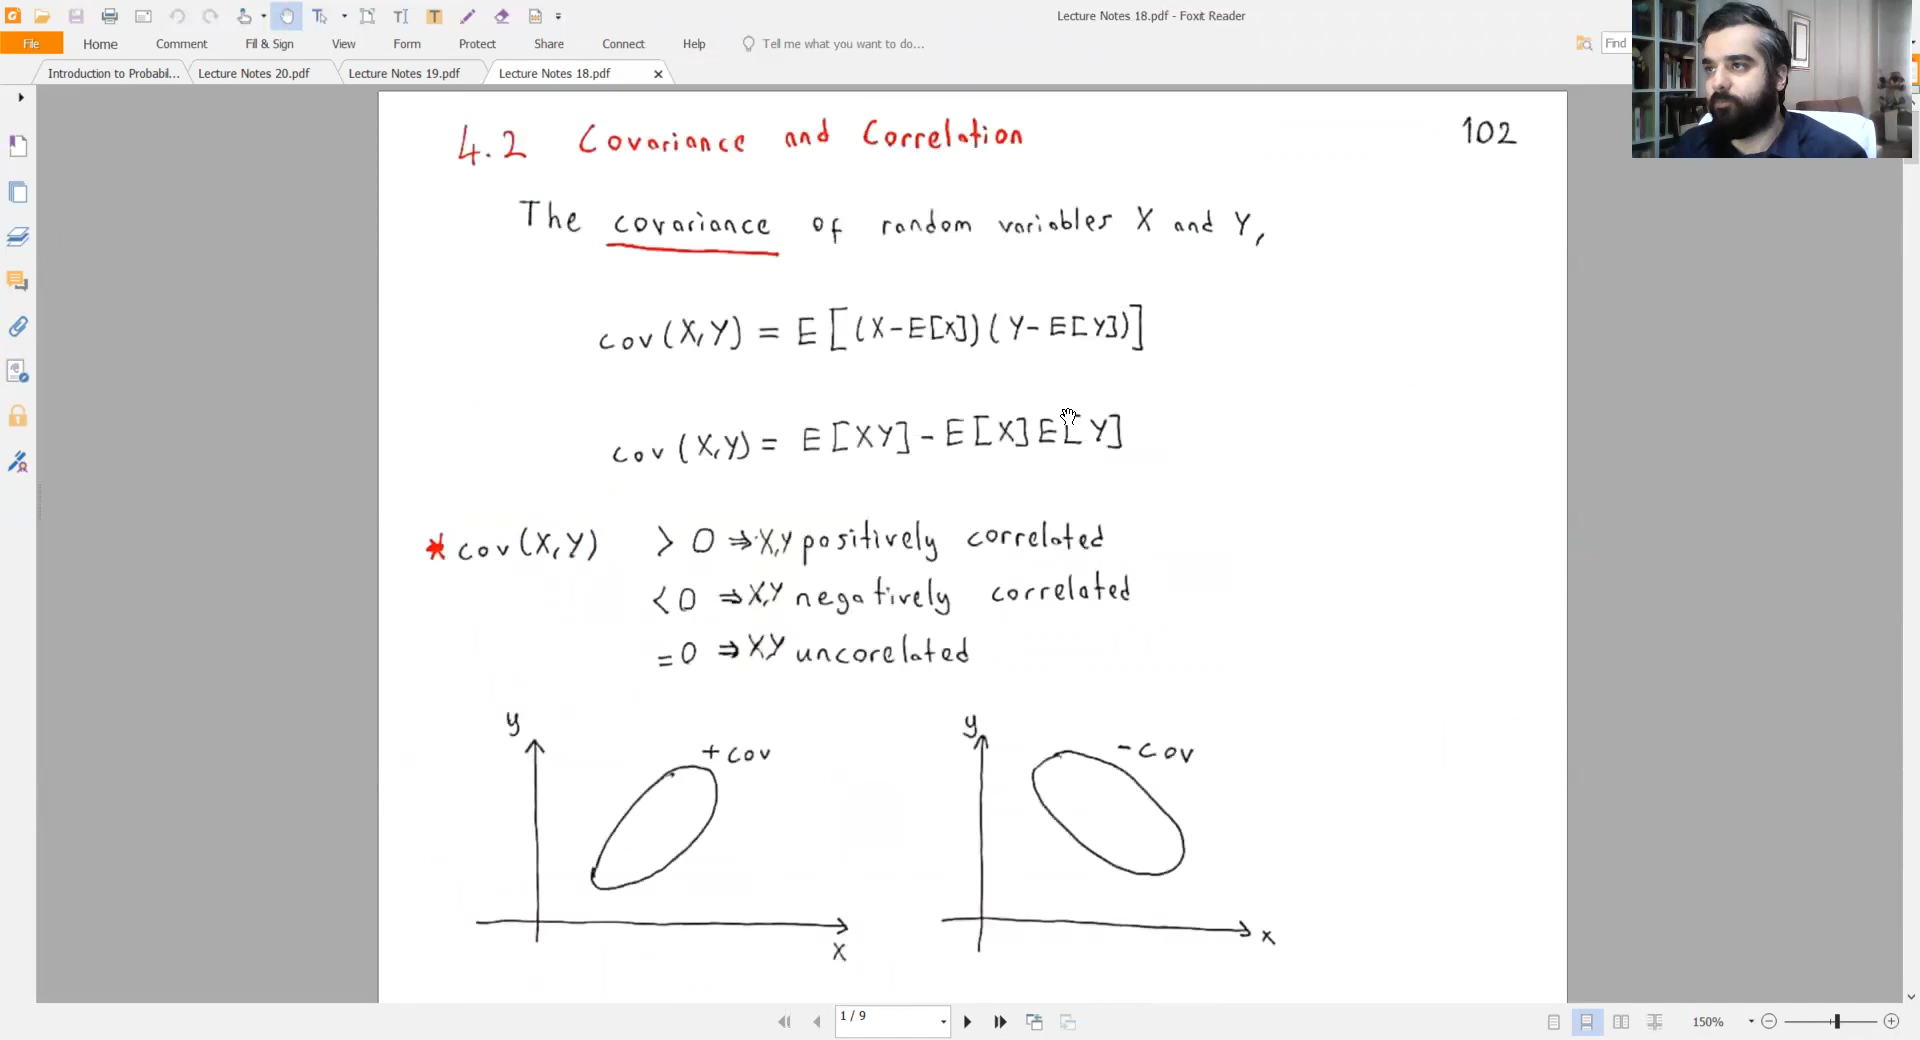 Lecture Notes 18.pdf - Foxit Reader
File Home Comment Fill & Sign View Form Protect Share Connect Help Tell me what you want to do... Find
Introduction to Probabil... Lecture Notes 20.pdf Lecture Notes 19.pdf Lecture Notes 18.pdf
4.2 Covariance and Correlation 102
The covariance of random variables X and Y,
cov(X,Y) = E[(X-E[X])(Y-E[Y])]
cov(X,Y) = E[XY] - E[X]E[Y]
* cov(X,Y) > 0 ⇒ X,Y positively correlated
< 0 ⇒ X,Y negatively correlated
= 0 ⇒ X,Y uncorelated
y +cov y -cov
x x
1 / 9 150%